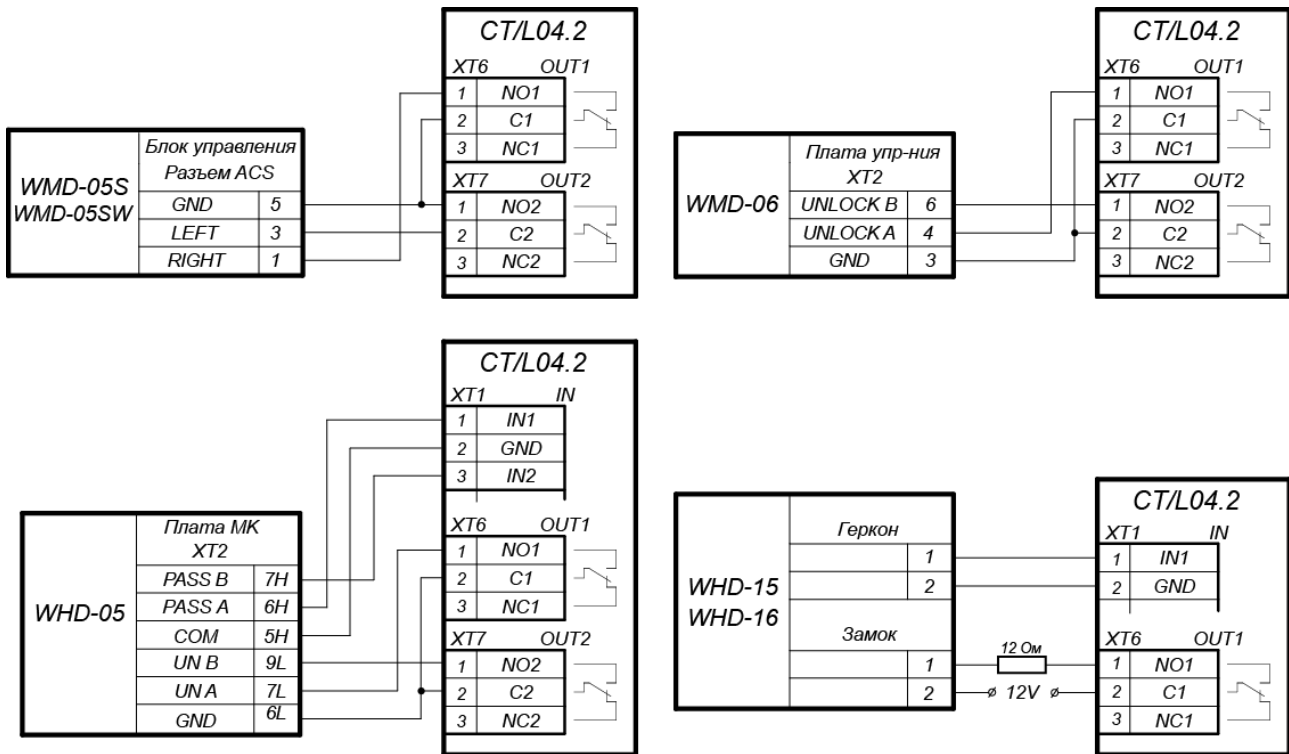 CT/L04.2
XT6 OUT1
1 NO1
2 C1
3 NC1
XT7 OUT2
1 NO2
2 C2
3 NC2
WMD-05S
WMD-05SW
Блок управления
Разъем ACS
GND 5
LEFT 3
RIGHT 1
CT/L04.2
XT6 OUT1
1 NO1
2 C1
3 NC1
XT7 OUT2
1 NO2
2 C2
3 NC2
WMD-06
Плата упр-ния
XT2
UNLOCK B 6
UNLOCK A 4
GND 3
CT/L04.2
XT1 IN
1 IN1
2 GND
3 IN2
XT6 OUT1
1 NO1
2 C1
3 NC1
XT7 OUT2
1 NO2
2 C2
3 NC2
WHD-05
Плата МК
XT2
PASS B 7H
PASS A 6H
COM 5H
UN B 9L
UN A 7L
GND 6L
CT/L04.2
XT1 IN
1 IN1
2 GND
XT6 OUT1
1 NO1
2 C1
3 NC1
WHD-15
WHD-16
Геркон
1
2
Замок
1
2
12 Ом
12V